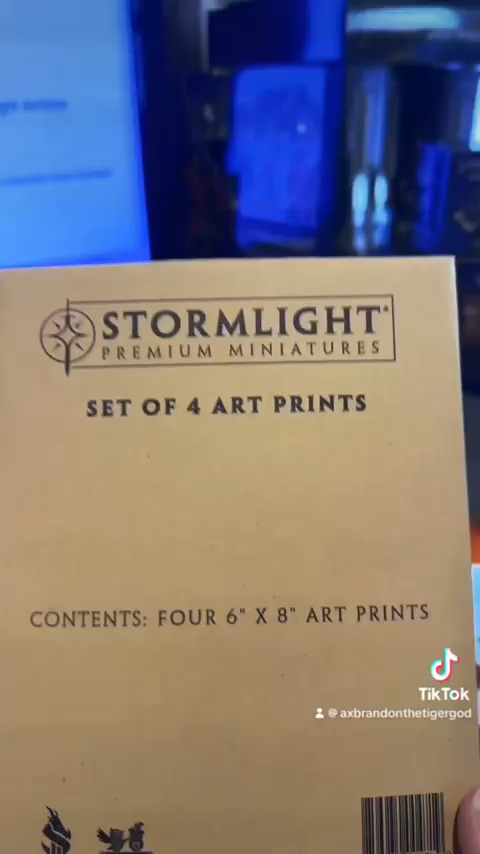 STORMLIGHT®
PREMIUM MINIATURES
SET OF 4 ART PRINTS
CONTENTS: FOUR 6" X 8" ART PRINTS
TikTok
@axbrandonthetigergod